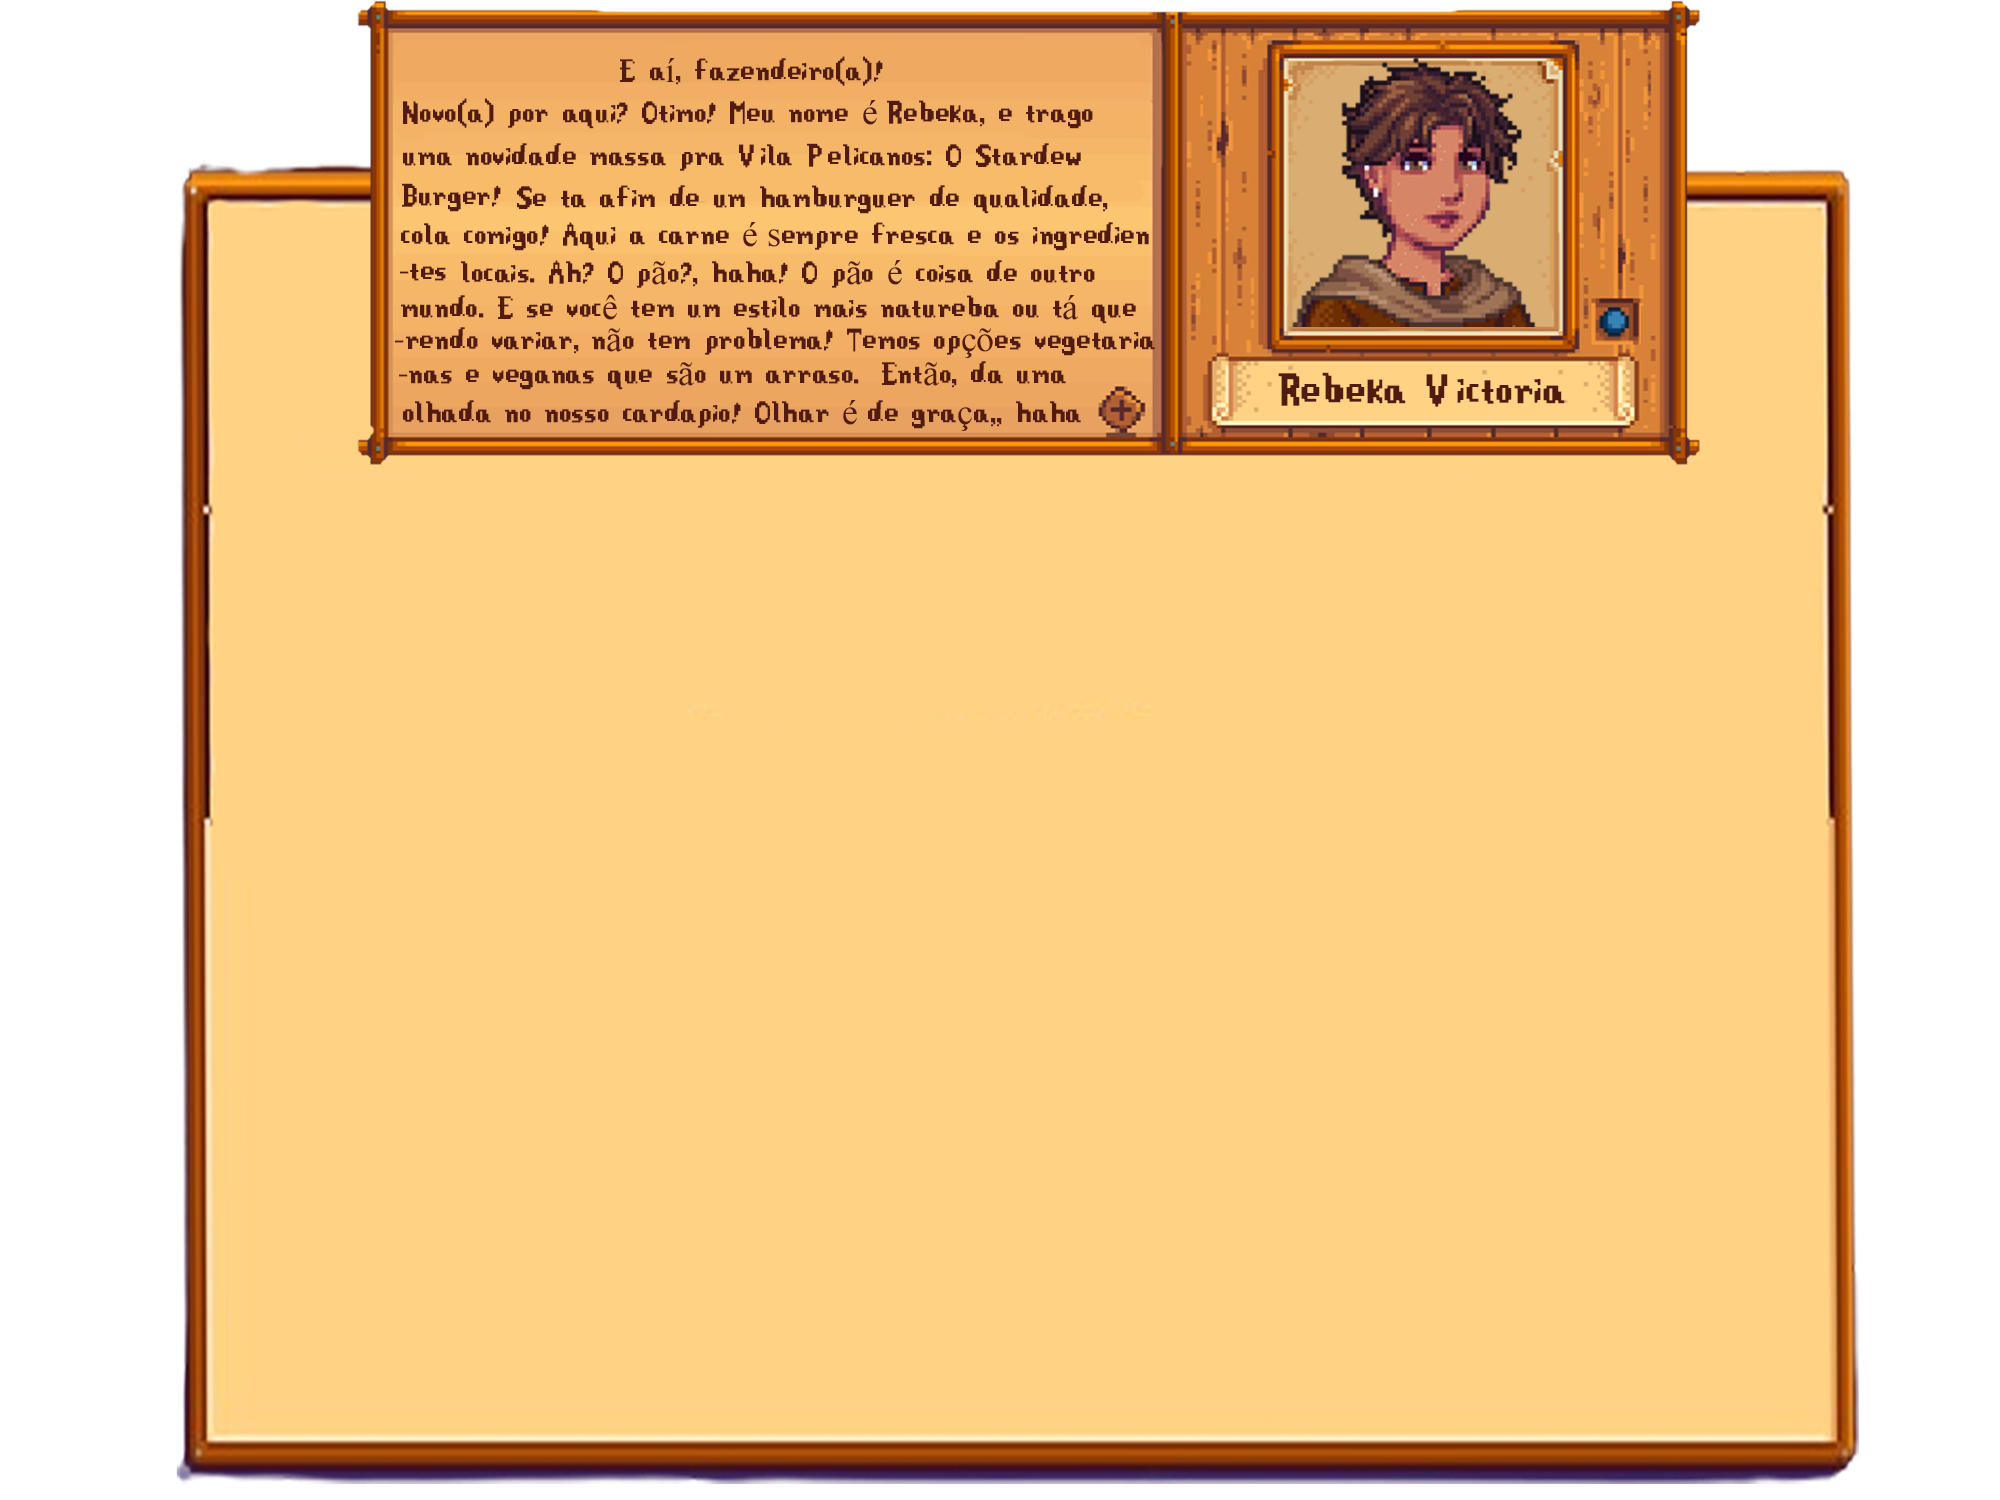 E aí, fazendeiro(a)!
Novo(a) por aqui? Otimo! Meu nome é Rebeka, e trago
uma novidade massa pra Vila Pelicanos: O Stardew
Burger! Se ta afim de um hamburguer de qualidade,
cola comigo! Aqui a carne é sempre fresca e os ingredien
-tes locais. Ah? O pão?, haha! O pão é coisa de outro
mundo. E se você tem um estilo mais natureba ou tá que
-rendo variar, não tem problema! Temos opções vegetaria
-nas e veganas que são um arraso. Então, da uma
olhada no nosso cardapio! Olhar é de graça,, haha
Rebeka Victoria